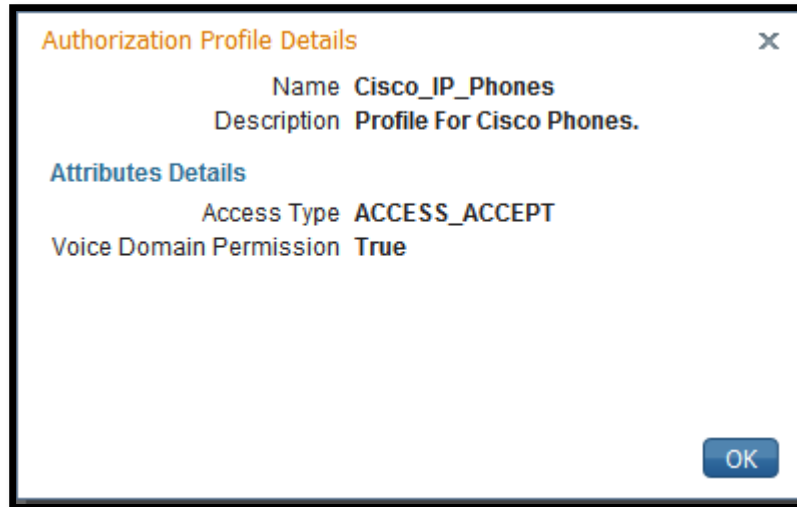 Authorization Profile Details
Name Cisco_IP_Phones
Description Profile For Cisco Phones.
Attributes Details
Access Type ACCESS_ACCEPT
Voice Domain Permission True
OK